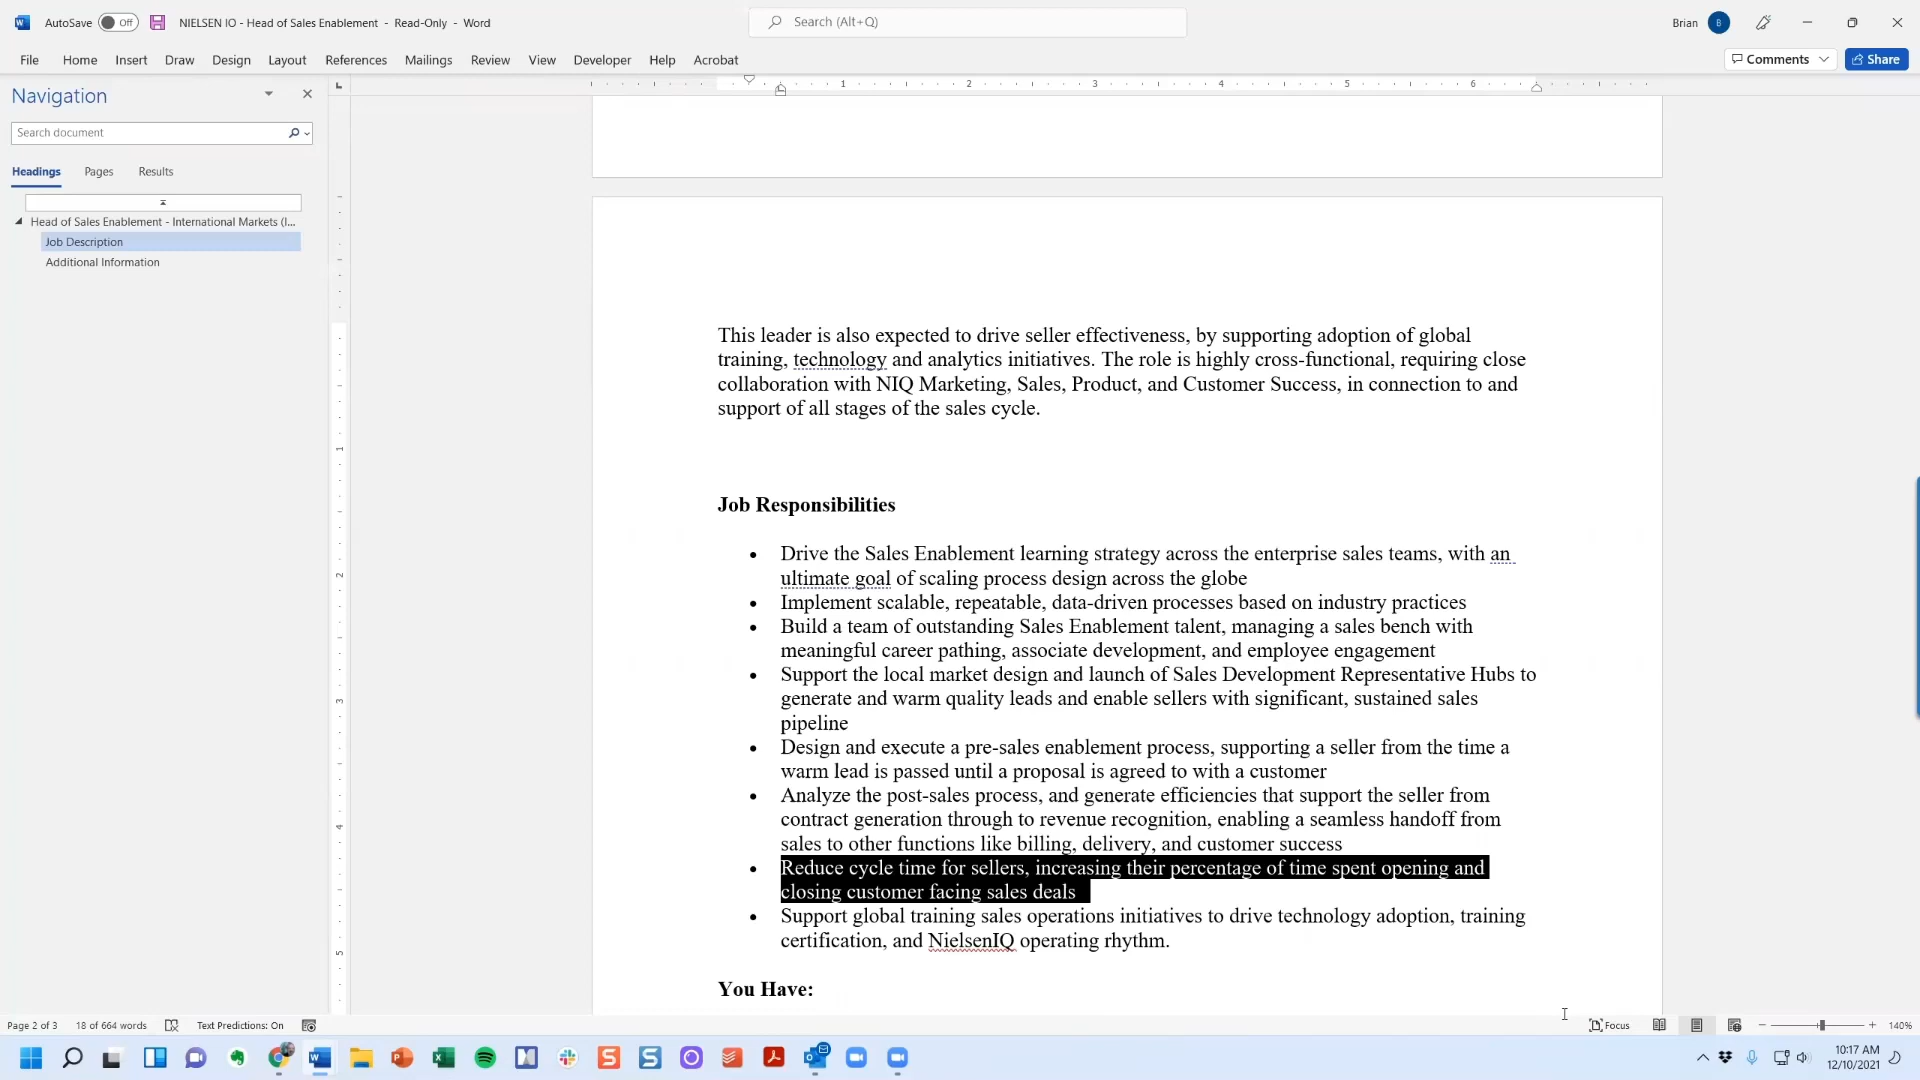 AutoSave Off NIELSEN IO - Head of Sales Enablement - Read-Only - Word Search (Alt+Q) Brian B
File Home Insert Draw Design Layout References Mailings Review View Developer Help Acrobat Comments Share
Navigation
Search document
Headings Pages Results
Head of Sales Enablement - International Markets (I...
Job Description
Additional Information
1 2 3 4 5 6
1
2
3
4
5
This leader is also expected to drive seller effectiveness, by supporting adoption of global
training, technology and analytics initiatives. The role is highly cross-functional, requiring close
collaboration with NIQ Marketing, Sales, Product, and Customer Success, in connection to and
support of all stages of the sales cycle.
Job Responsibilities
• Drive the Sales Enablement learning strategy across the enterprise sales teams, with an
ultimate goal of scaling process design across the globe
• Implement scalable, repeatable, data-driven processes based on industry practices
• Build a team of outstanding Sales Enablement talent, managing a sales bench with
meaningful career pathing, associate development, and employee engagement
• Support the local market design and launch of Sales Development Representative Hubs to
generate and warm quality leads and enable sellers with significant, sustained sales
pipeline
• Design and execute a pre-sales enablement process, supporting a seller from the time a
warm lead is passed until a proposal is agreed to with a customer
• Analyze the post-sales process, and generate efficiencies that support the seller from
contract generation through to revenue recognition, enabling a seamless handoff from
sales to other functions like billing, delivery, and customer success
• Reduce cycle time for sellers, increasing their percentage of time spent opening and
closing customer facing sales deals
• Support global training sales operations initiatives to drive technology adoption, training
certification, and NielsenIQ operating rhythm.
You Have:
Page 2 of 3 18 of 664 words Text Predictions: On Focus 140%
10:17 AM
12/10/2021